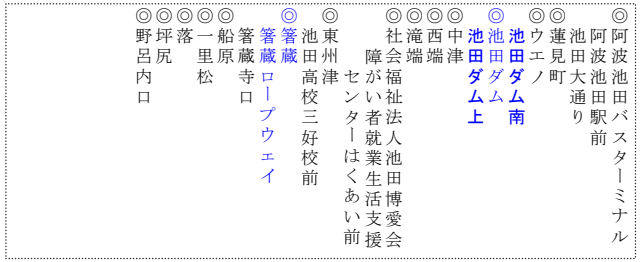 ◎阿波池田バスターミナル
阿波池田駅前
池田大通り
◎蓮見町
◎ウエノ
池田ダム南
◎池田ダム
池田ダム上
◎中津
◎西端
◎滝端
◎社会福祉法人池田博愛会
障がい者就業生活支援
センターはくあい前
◎東州津
池田高校三好校前
◎箸蔵
箸蔵ロープウェイ
箸蔵寺口
◎船原
◎一里松
◎落
◎坪尻
◎野呂内口